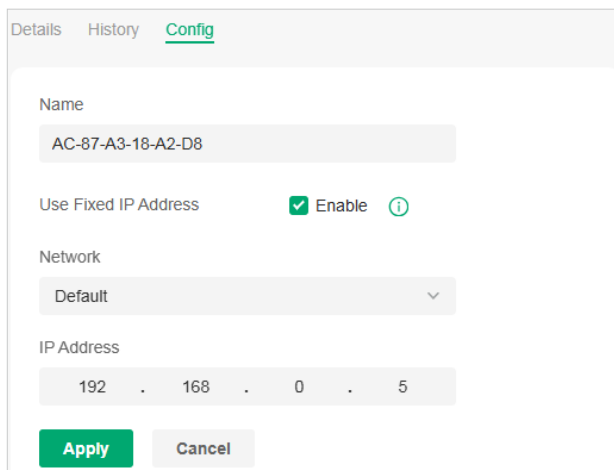 Details History Config
Name
AC-87-A3-18-A2-D8
Use Fixed IP Address Enable
Network
Default
IP Address
192 . 168 . 0 . 5
Apply Cancel